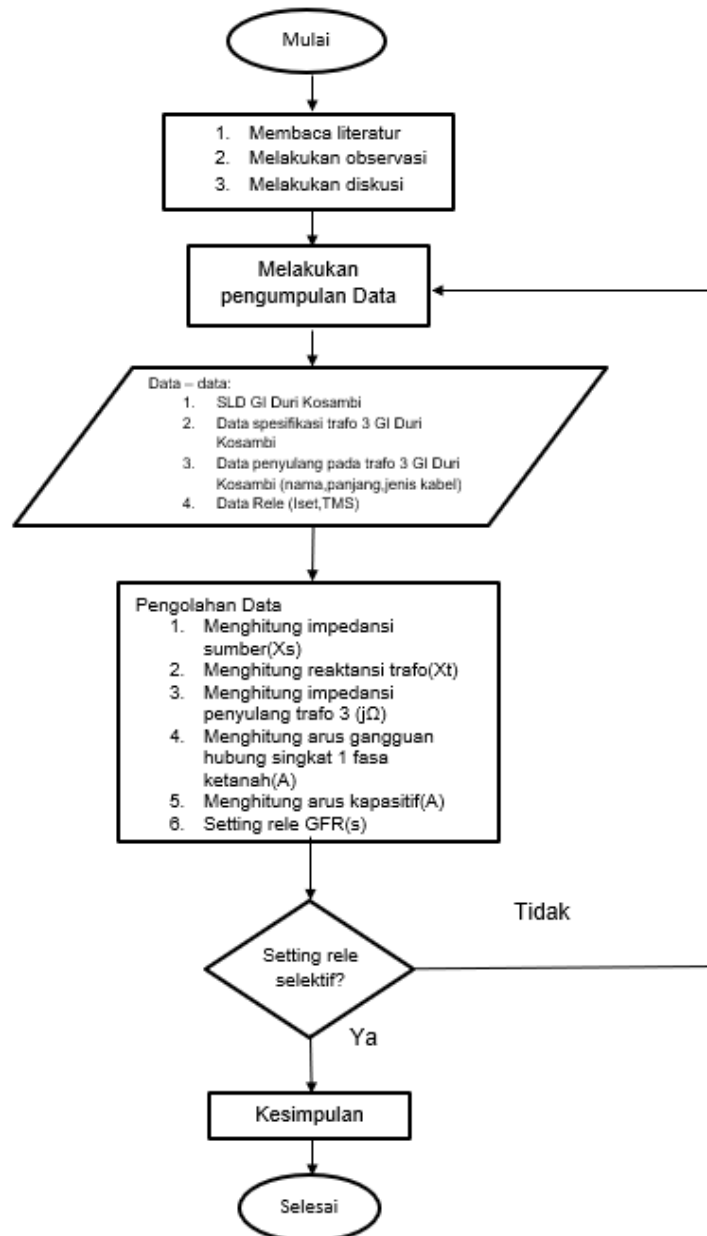 Mulai
1. Membaca literatur
2. Melakukan observasi
3. Melakukan diskusi
Melakukan
pengumpulan Data
Data – data:
1. SLD GI Duri Kosambi
2. Data spesifikasi trafo 3 GI Duri
Kosambi
3. Data penyulang pada trafo 3 GI Duri
Kosambi (nama,panjang,jenis kabel)
4. Data Rele (Iset,TMS)
Pengolahan Data
1. Menghitung impedansi
sumber(Xs)
2. Menghitung reaktansi trafo(Xt)
3. Menghitung impedansi
penyulang trafo 3 (jΩ)
4. Menghitung arus gangguan
hubung singkat 1 fasa
ketanah(A)
5. Menghitung arus kapasitif(A)
6. Setting rele GFR(s)
Setting rele
selektif?
Tidak
Ya
Kesimpulan
Selesai